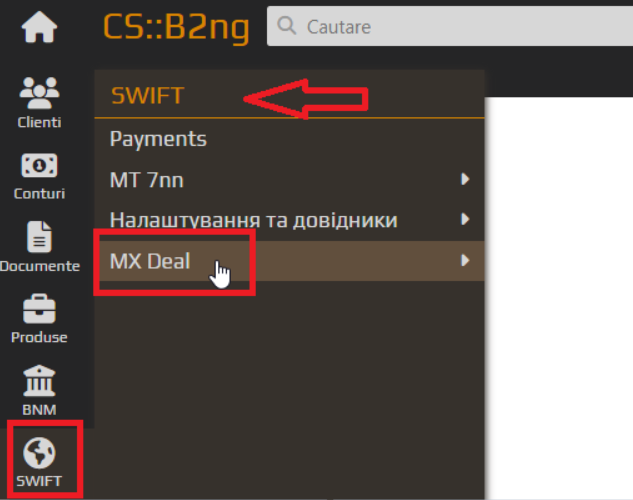 CS::B2ng
Cautare
Clienti
Conturi
Documente
Produse
BNM
SWIFT
SWIFT
Payments
MT 7nn
Налаштування та довідники
MX Deal